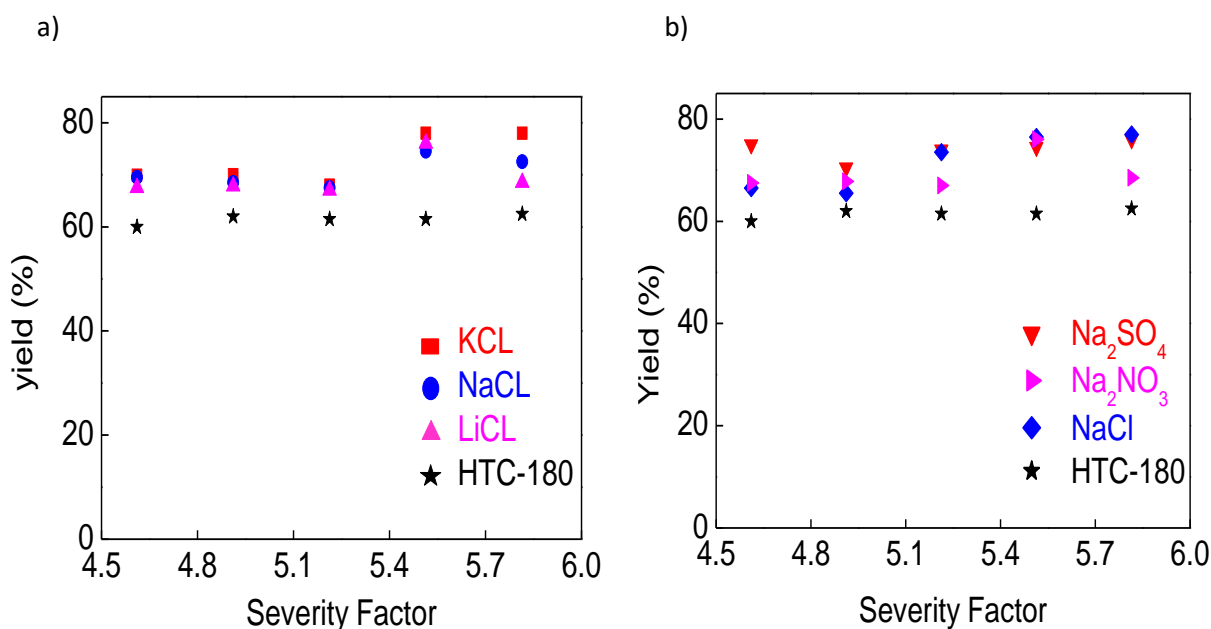 a)
80
60
40
20
0
yield (%)
KCL
NaCL
LiCL
HTC-180
4.5 4.8 5.1 5.4 5.7 6.0
Severity Factor
b)
80
60
40
20
0
Yield (%)
Na₂SO₄
Na₂NO₃
NaCl
HTC-180
4.5 4.8 5.1 5.4 5.7 6.0
Severity Factor